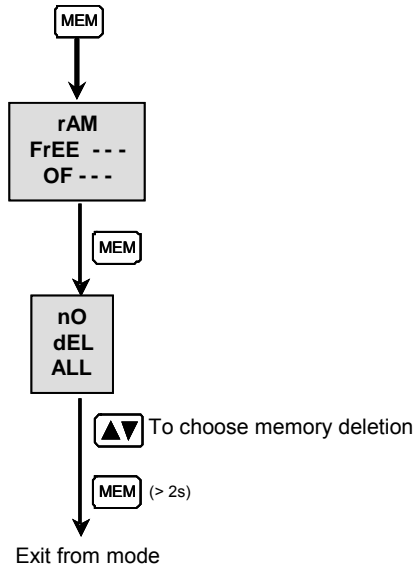 MEM
rAM
FrEE - - -
OF - - -
MEM
nO
dEL
ALL
▲▼ To choose memory deletion
MEM (> 2s)
Exit from mode